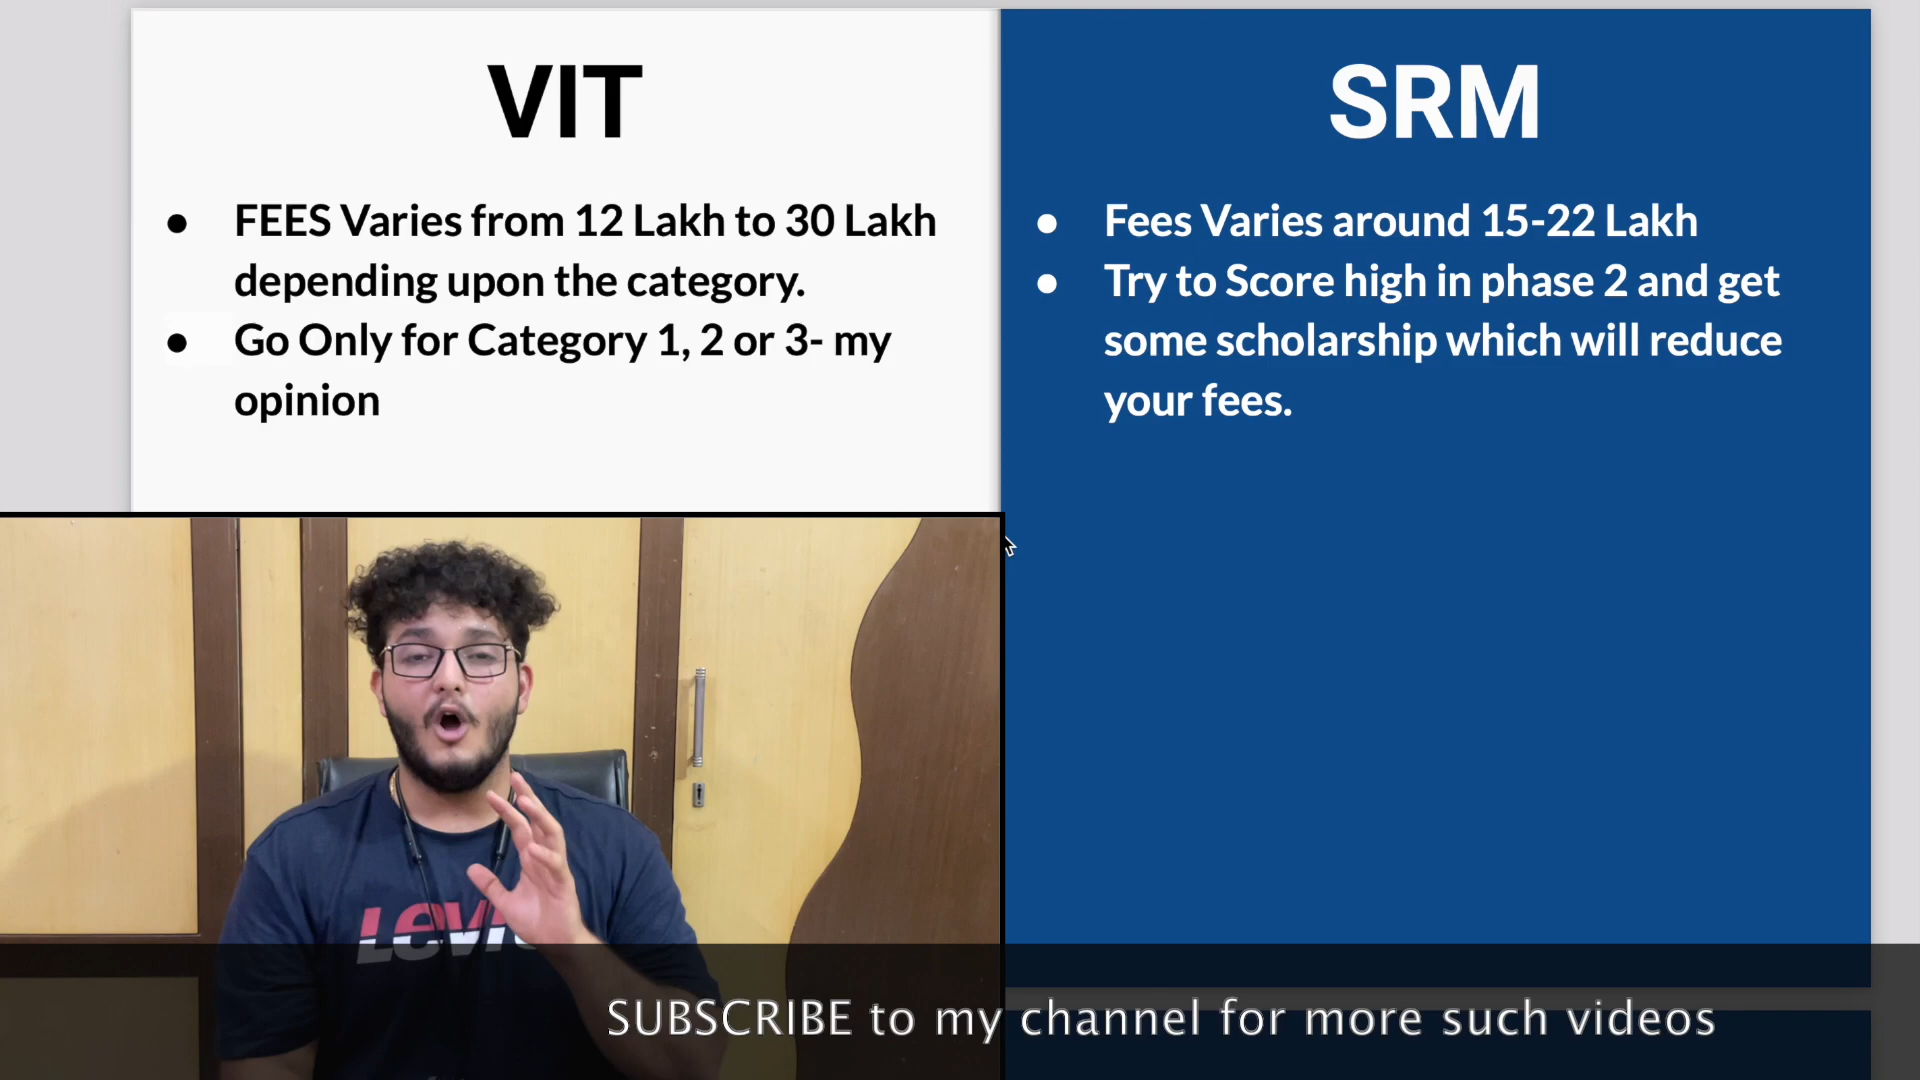 VIT
● FEES Varies from 12 Lakh to 30 Lakh
depending upon the category.
● Go Only for Category 1, 2 or 3- my
opinion
SRM
● Fees Varies around 15-22 Lakh
● Try to Score high in phase 2 and get
some scholarship which will reduce
your fees.
SUBSCRIBE to my channel for more such videos